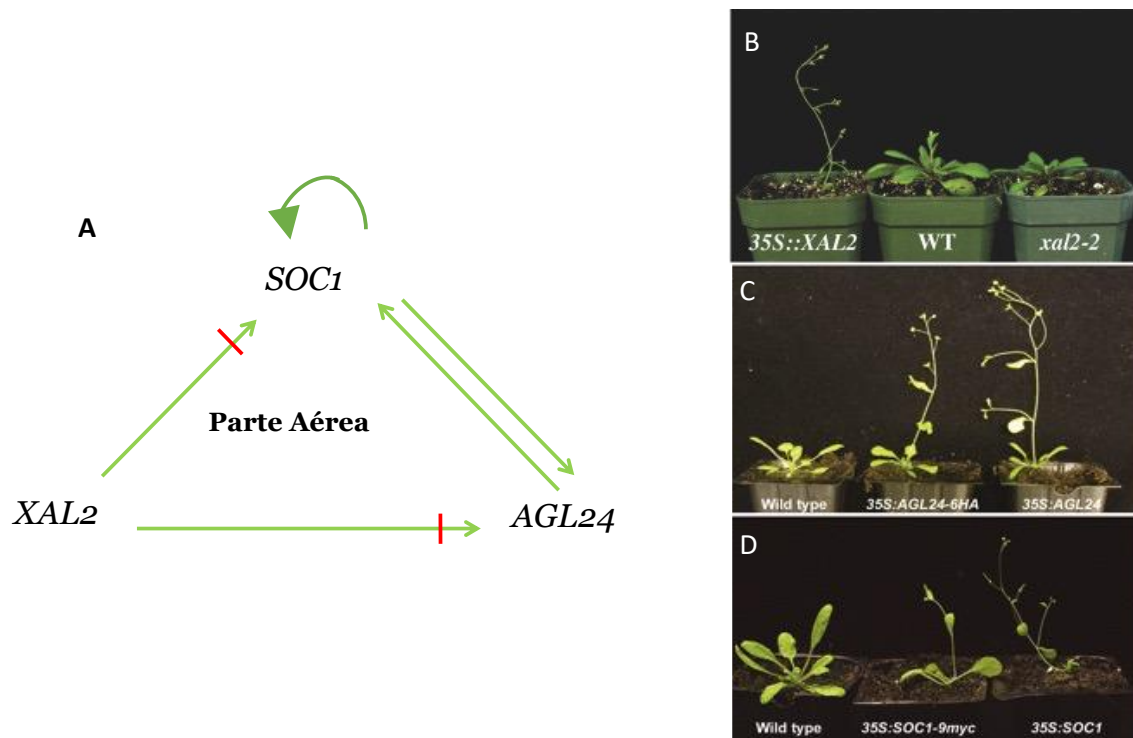 A
SOC1
Parte Aérea
XAL2
AGL24
B
35S::XAL2 WT xal2-2
C
Wild type 35S:AGL24-6HA 35S:AGL24
D
Wild type 35S:SOC1-9myc 35S:SOC1